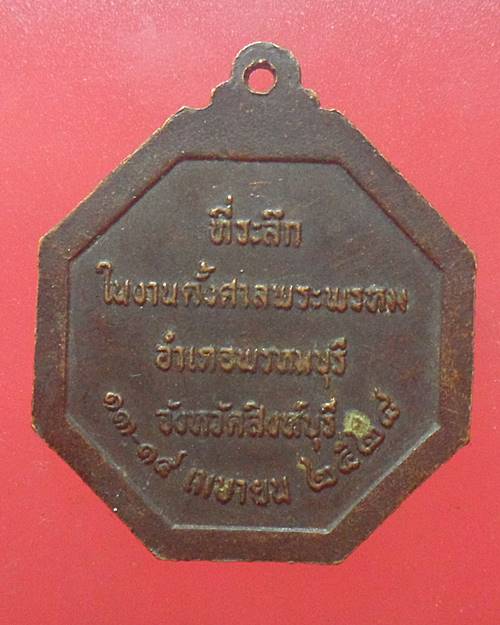 ที่ระลึก
ในงานตั้งศาลพระพรหม
อำเภอพรหมบุรี
จังหวัดสิงห์บุรี
๑๓-๑๔ เมษายน ๒๕๒๘